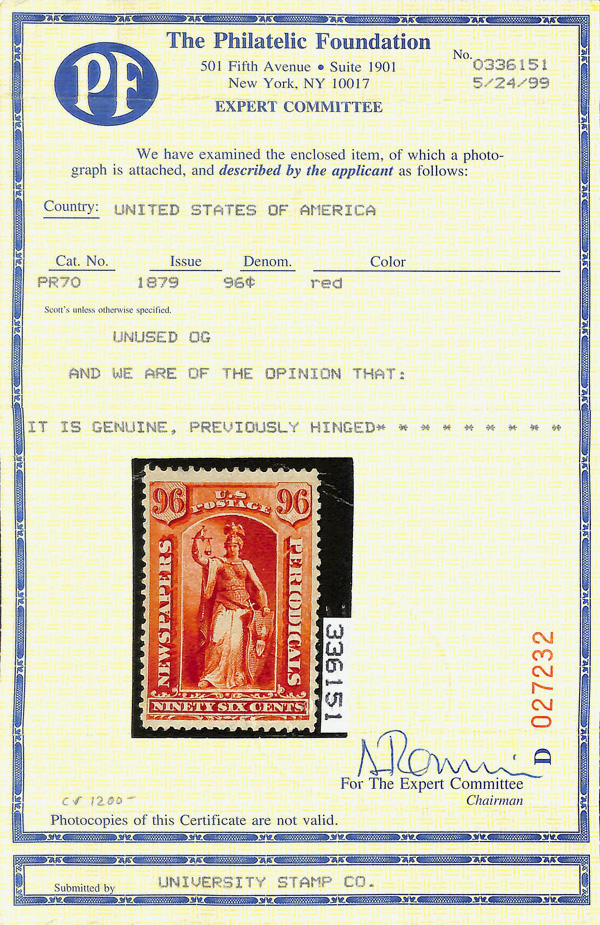 PF
The Philatelic Foundation
501 Fifth Avenue • Suite 1901
New York, NY 10017
EXPERT COMMITTEE
No. 0336151
5/24/99
We have examined the enclosed item, of which a photo-
graph is attached, and described by the applicant as follows:
Country: UNITED STATES OF AMERICA
Cat. No. Issue Denom. Color
PR70 1879 96¢ red
Scott's unless otherwise specified.
UNUSED OG
AND WE ARE OF THE OPINION THAT:
IT IS GENUINE, PREVIOUSLY HINGED* * * * * * * * * *
96 U.S 96
POSTAGE
NEWSPAPERS
PERIODICALS
NINETY SIX CENTS
336151
D 027232
For The Expert Committee
Chairman
CV 1200-
Photocopies of this Certificate are not valid.
Submitted by UNIVERSITY STAMP CO.